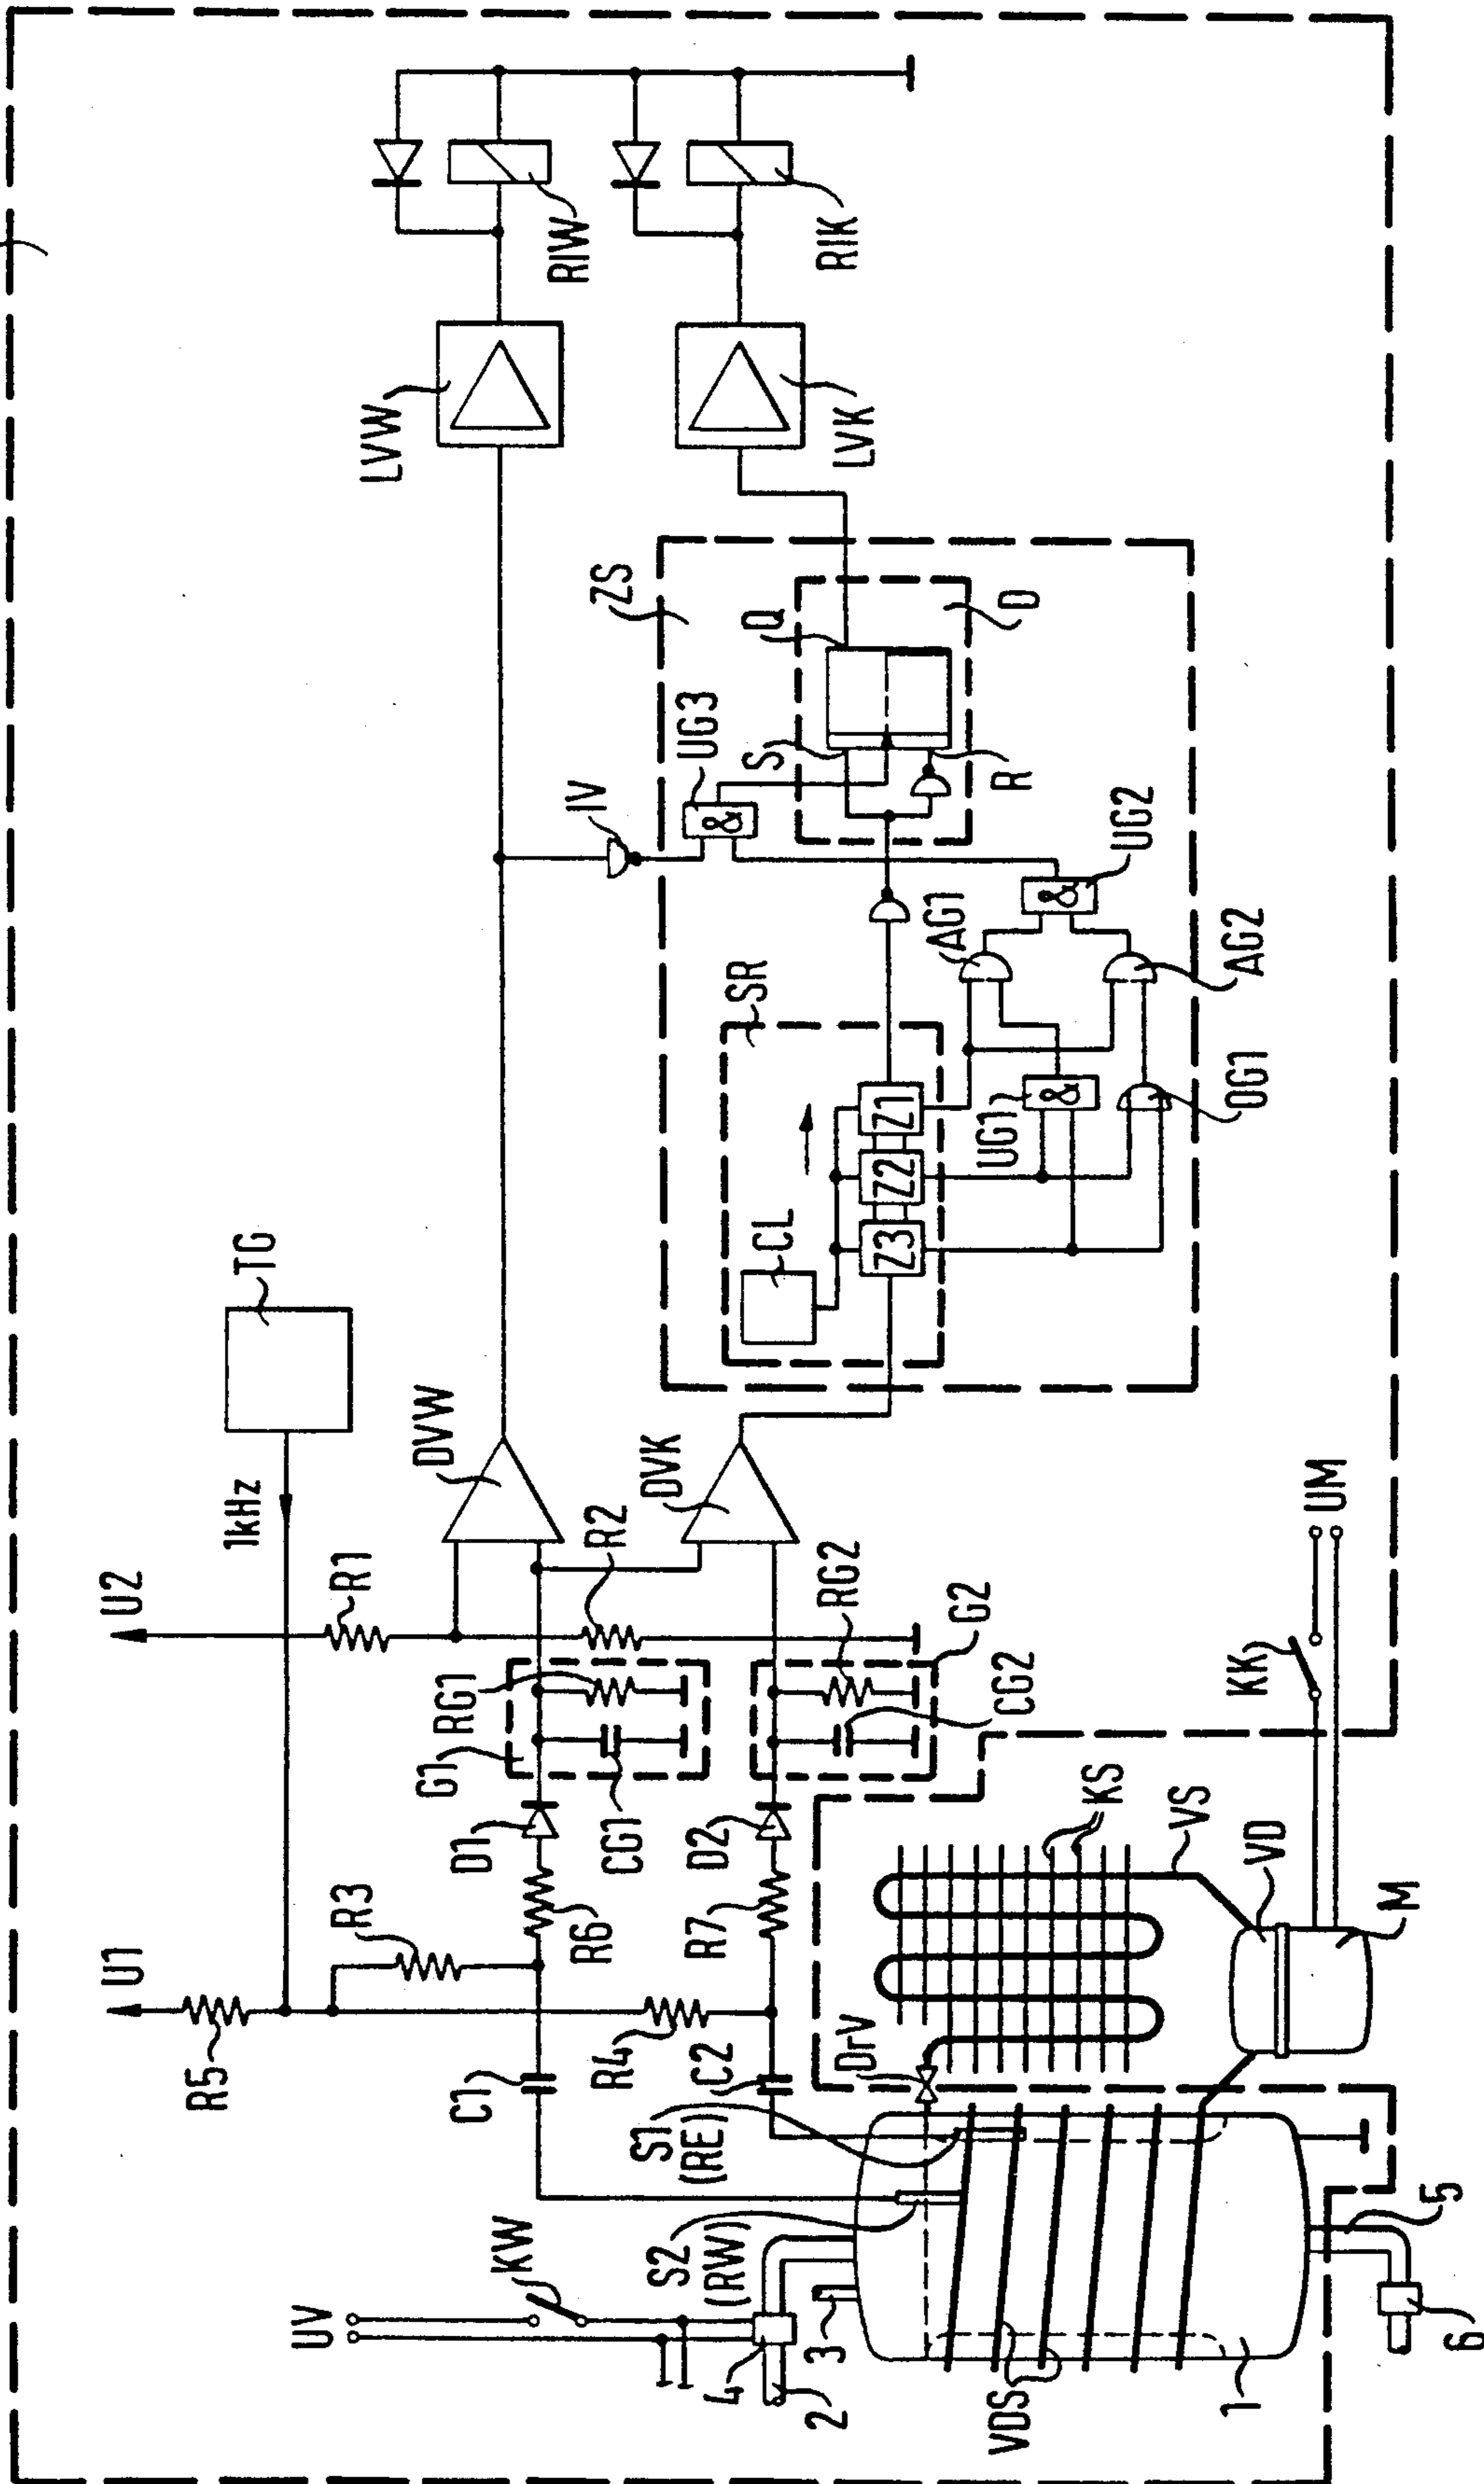 RIW
RIK
LVW
LVK
ZS
Q
D
S
R
UG3
&
IV
UG2
&
AG1
AG2
SR
CL
Z1
Z2
Z3
UG1
&
OG1
TG
1kHz
DVW
DVK
U2
R1
R2
RG2
G2
CG2
RG1
G1
CG1
D1
D2
R6
R7
R3
U1
R5
R4
C1
C2
DrV
KS
VS
VD
M
KK
UM
S1
(RE)
S2
(RW)
KW
UV
4
2
3
VDS
1
5
6